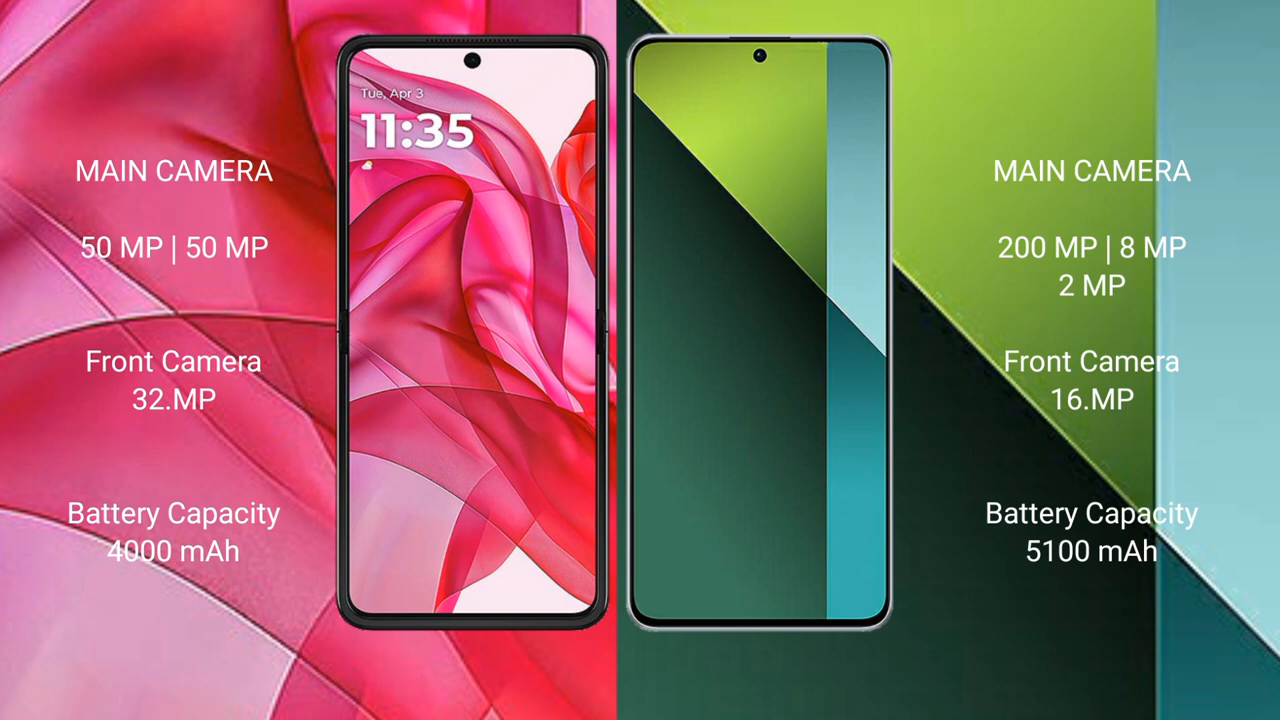 MAIN CAMERA
50 MP | 50 MP
Front Camera
32.MP
Battery Capacity
4000 mAh
Tue, Apr 3
11:35
MAIN CAMERA
200 MP | 8 MP
2 MP
Front Camera
16.MP
Battery Capacity
5100 mAh